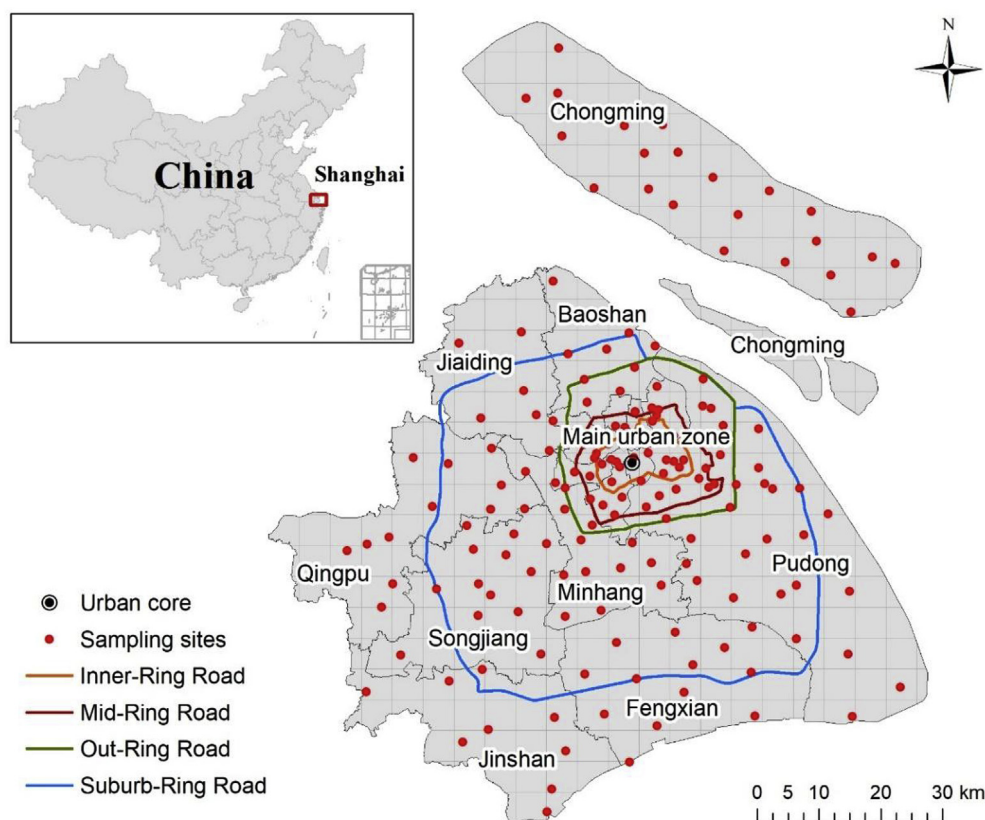 China
Shanghai
N
Chongming
Baoshan
Jiaiding
Chongming
Main urban zone
Qingpu
Pudong
Minhang
Songjiang
Fengxian
Jinshan
Urban core
Sampling sites
Inner-Ring Road
Mid-Ring Road
Out-Ring Road
Suburb-Ring Road
0 5 10 20 30 km